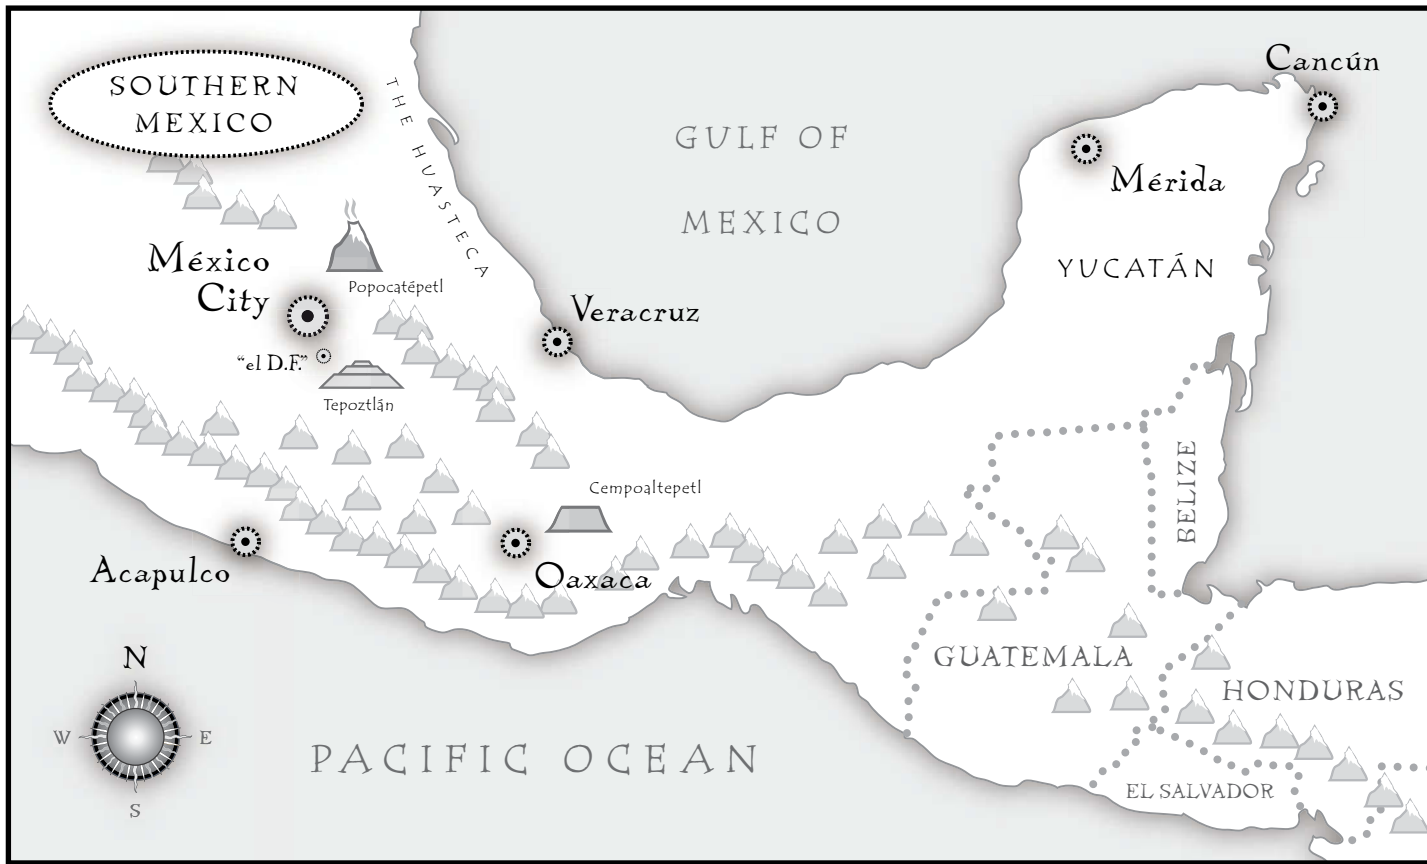 SOUTHERN
MEXICO
THE HUASTECA
GULF OF
MEXICO
Cancún
Mérida
YUCATÁN
México
City
Popocatépetl
Veracruz
"el D.F."
Tepoztlán
Cempoaltepetl
Oaxaca
Acapulco
BELIZE
GUATEMALA
HONDURAS
EL SALVADOR
PACIFIC OCEAN
N
W
E
S